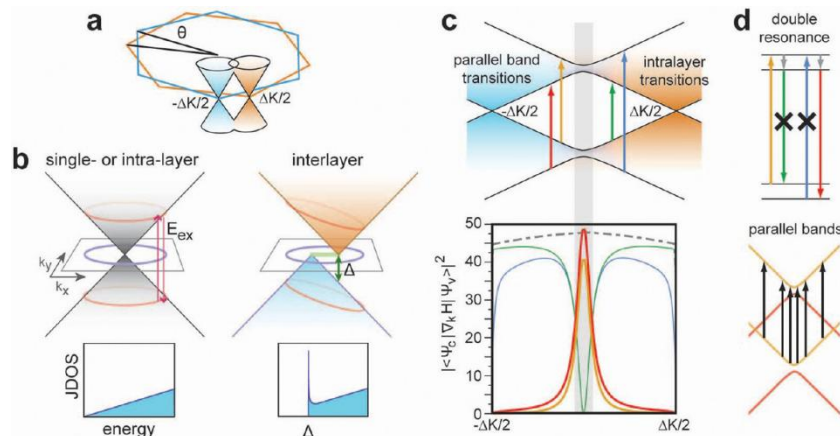 a
θ
-ΔK/2
ΔK/2
b
single- or intra-layer
interlayer
E_ex
k_y
k_x
Δ
JDOS
energy
Δ
c
parallel band
transitions
intralayer
transitions
-ΔK/2
ΔK/2
50
40
30
20
10
0
|<Ψ_c|∇_k H|Ψ_v>|²
-ΔK/2
ΔK/2
d
double
resonance
parallel bands